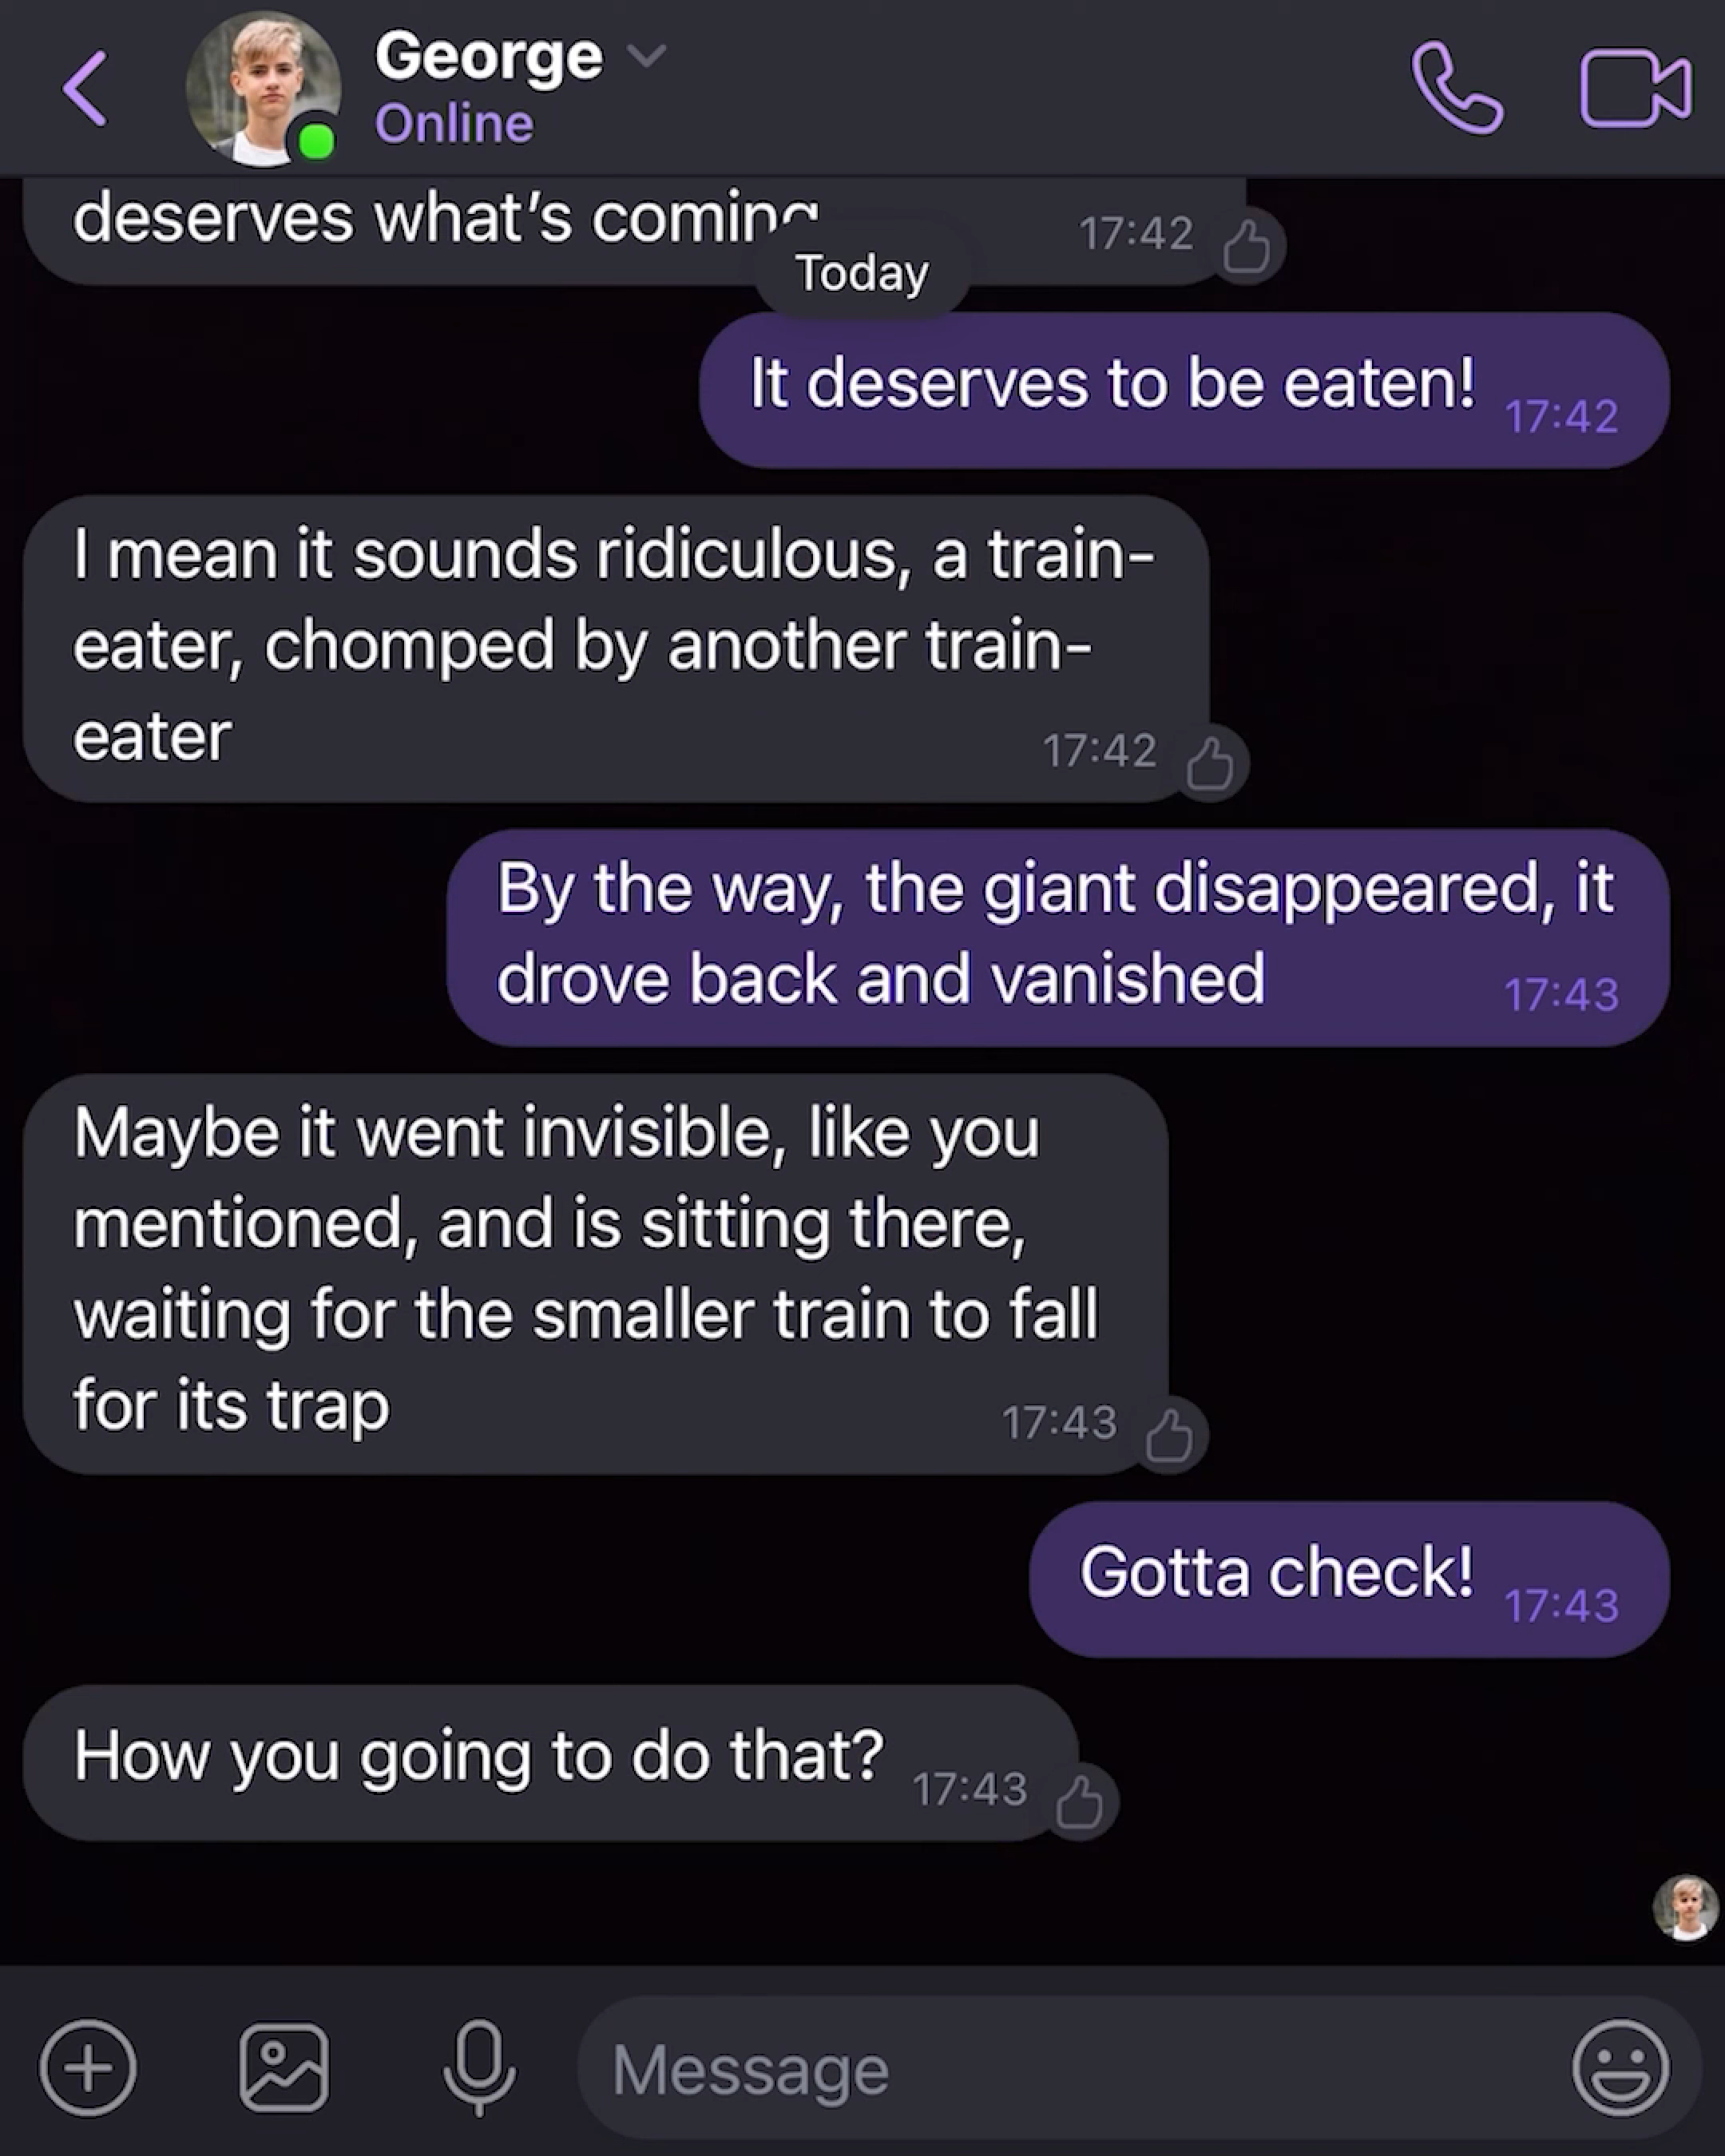 George
Online
deserves what's coming
17:42
Today
It deserves to be eaten!
17:42
I mean it sounds ridiculous, a train-
eater, chomped by another train-
eater
17:42
By the way, the giant disappeared, it
drove back and vanished
17:43
Maybe it went invisible, like you
mentioned, and is sitting there,
waiting for the smaller train to fall
for its trap
17:43
Gotta check!
17:43
How you going to do that?
17:43
Message